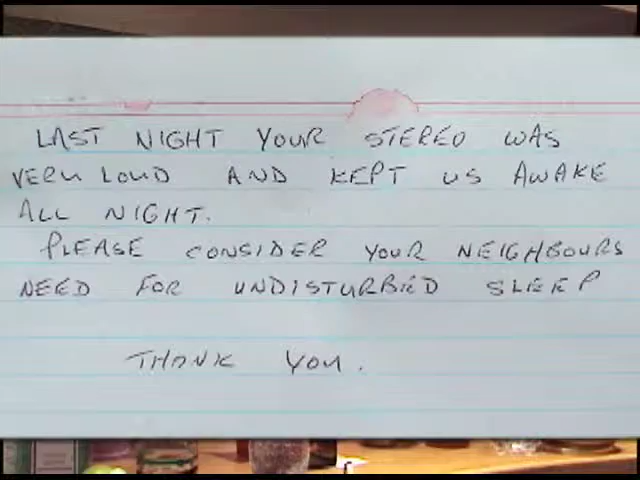 LAST NIGHT YOUR STEREO WAS
VERY LOUD AND KEPT US AWAKE
ALL NIGHT.
PLEASE CONSIDER YOUR NEIGHBOURS
NEED FOR UNDISTURBED SLEEP
THANK YOU.